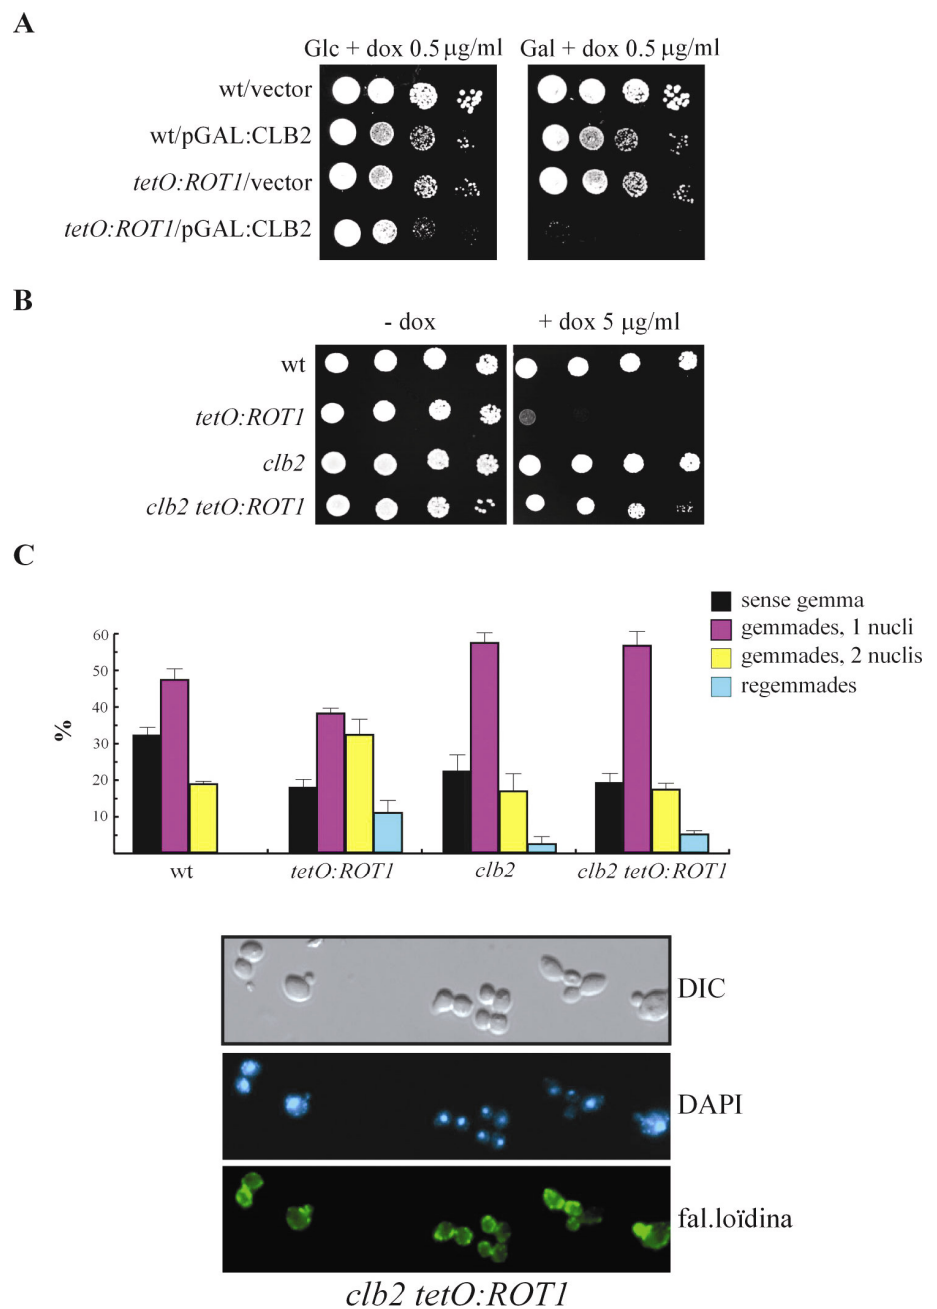 A
Glc + dox 0.5 μg/ml Gal + dox 0.5 μg/ml
wt/vector
wt/pGAL:CLB2
tetO:ROT1/vector
tetO:ROT1/pGAL:CLB2
B
- dox + dox 5 μg/ml
wt
tetO:ROT1
clb2
clb2 tetO:ROT1
C
sense gemma
gemmades, 1 nucli
gemmades, 2 nuclis
regemmades
%
60
50
40
30
20
10
wt tetO:ROT1 clb2 clb2 tetO:ROT1
DIC
DAPI
fal.loïdina
clb2 tetO:ROT1